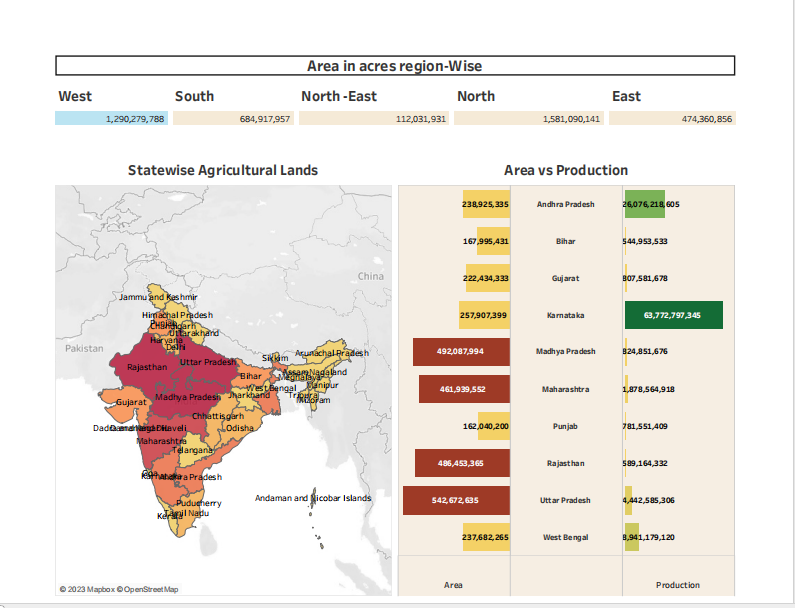 Area in acres region-Wise
West South North -East North East
1,290,279,788 684,917,957 112,031,931 1,581,090,141 474,360,856
Statewise Agricultural Lands
Area vs Production
China
Pakistan
Jammu and Kashmir
Himachal Pradesh
Chandigarh
Uttarakhand
Haryana
Delhi
Rajasthan
Uttar Pradesh
Sikkim
Arunachal Pradesh
Bihar
Assam
Nagaland
Meghalaya
Manipur
Gujarat
Madhya Pradesh
Jharkhand
West Bengal
Tripura
Mizoram
Chhattisgarh
Odisha
Maharashtra
Telangana
Goa
Andhra Pradesh
Andaman and Nicobar Islands
Puducherry
Tamil Nadu
Kerala
© 2023 Mapbox © OpenStreetMap
238,925,335 Andhra Pradesh 26,076,218,605
167,995,431 Bihar 544,953,533
222,434,333 Gujarat 807,581,678
257,907,399 Karnataka 63,772,797,345
492,087,994 Madhya Pradesh 824,851,676
461,939,552 Maharashtra 1,878,564,918
162,040,200 Punjab 781,551,409
486,453,365 Rajasthan 589,164,332
542,672,635 Uttar Pradesh 4,442,585,306
237,682,265 West Bengal 8,941,179,120
Area Production